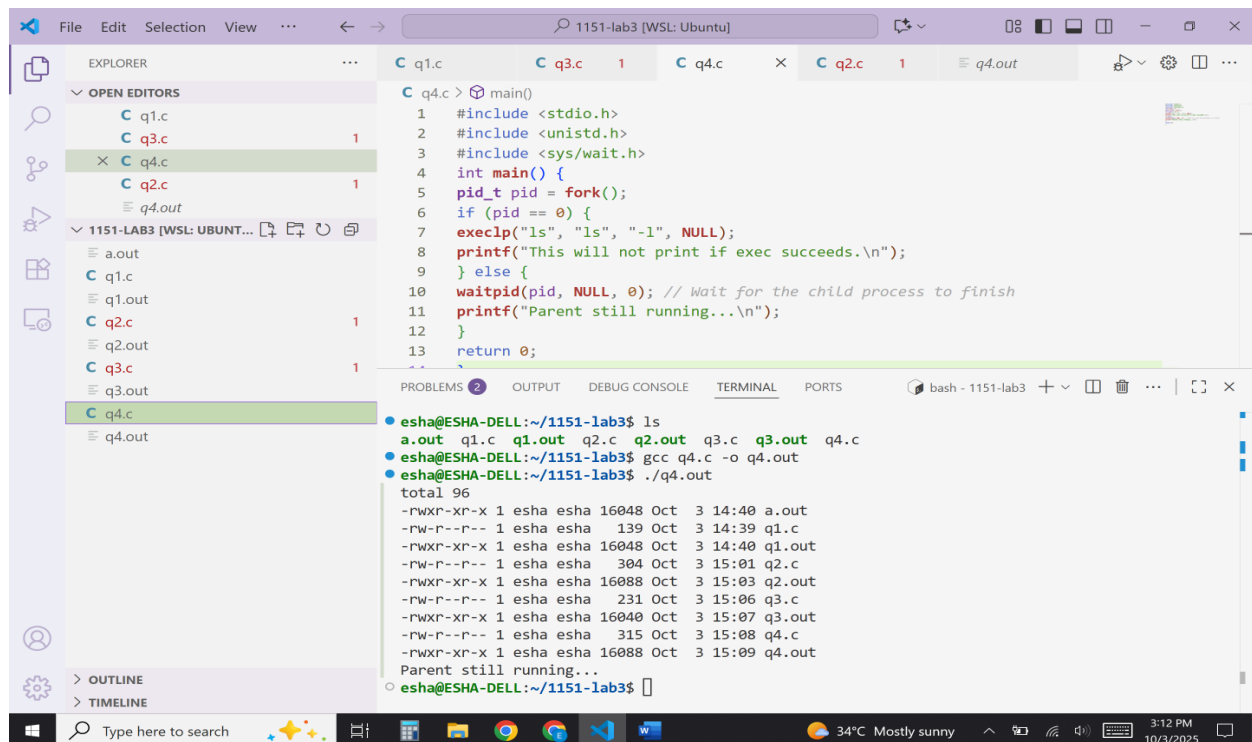 File Edit Selection View ··· 1151-lab3 [WSL: Ubuntu]
EXPLORER ···
OPEN EDITORS
C q1.c
C q3.c 1
C q4.c
C q2.c 1
q4.out
1151-LAB3 [WSL: UBUNT...
a.out
C q1.c
q1.out
C q2.c 1
q2.out
C q3.c 1
q3.out
C q4.c
q4.out
OUTLINE
TIMELINE
C q1.c C q3.c 1 C q4.c C q2.c 1 q4.out
C q4.c > main()
1 #include <stdio.h>
2 #include <unistd.h>
3 #include <sys/wait.h>
4 int main() {
5 pid_t pid = fork();
6 if (pid == 0) {
7 execlp("ls", "ls", "-l", NULL);
8 printf("This will not print if exec succeeds.\n");
9 } else {
10 waitpid(pid, NULL, 0); // Wait for the child process to finish
11 printf("Parent still running...\n");
12 }
13 return 0;
PROBLEMS 2 OUTPUT DEBUG CONSOLE TERMINAL PORTS bash - 1151-lab3
esha@ESHA-DELL:~/1151-lab3$ ls
a.out q1.c q1.out q2.c q2.out q3.c q3.out q4.c
esha@ESHA-DELL:~/1151-lab3$ gcc q4.c -o q4.out
esha@ESHA-DELL:~/1151-lab3$ ./q4.out
total 96
-rwxr-xr-x 1 esha esha 16048 Oct  3 14:40 a.out
-rw-r--r-- 1 esha esha   139 Oct  3 14:39 q1.c
-rwxr-xr-x 1 esha esha 16048 Oct  3 14:40 q1.out
-rw-r--r-- 1 esha esha   304 Oct  3 15:01 q2.c
-rwxr-xr-x 1 esha esha 16088 Oct  3 15:03 q2.out
-rw-r--r-- 1 esha esha   231 Oct  3 15:06 q3.c
-rwxr-xr-x 1 esha esha 16040 Oct  3 15:07 q3.out
-rw-r--r-- 1 esha esha   315 Oct  3 15:08 q4.c
-rwxr-xr-x 1 esha esha 16088 Oct  3 15:09 q4.out
Parent still running...
esha@ESHA-DELL:~/1151-lab3$
Type here to search 34°C Mostly sunny 3:12 PM
10/3/2025